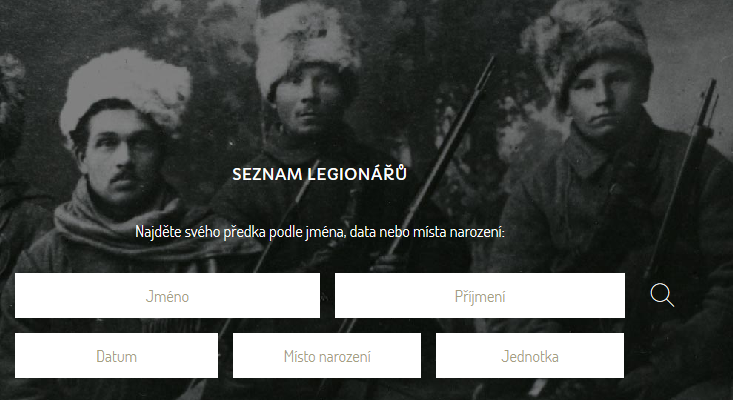 SEZNAM LEGIONÁŘŮ
Najděte svého předka podle jména, data nebo místa narození:
Jméno
Příjmení
Datum
Místo narození
Jednotka